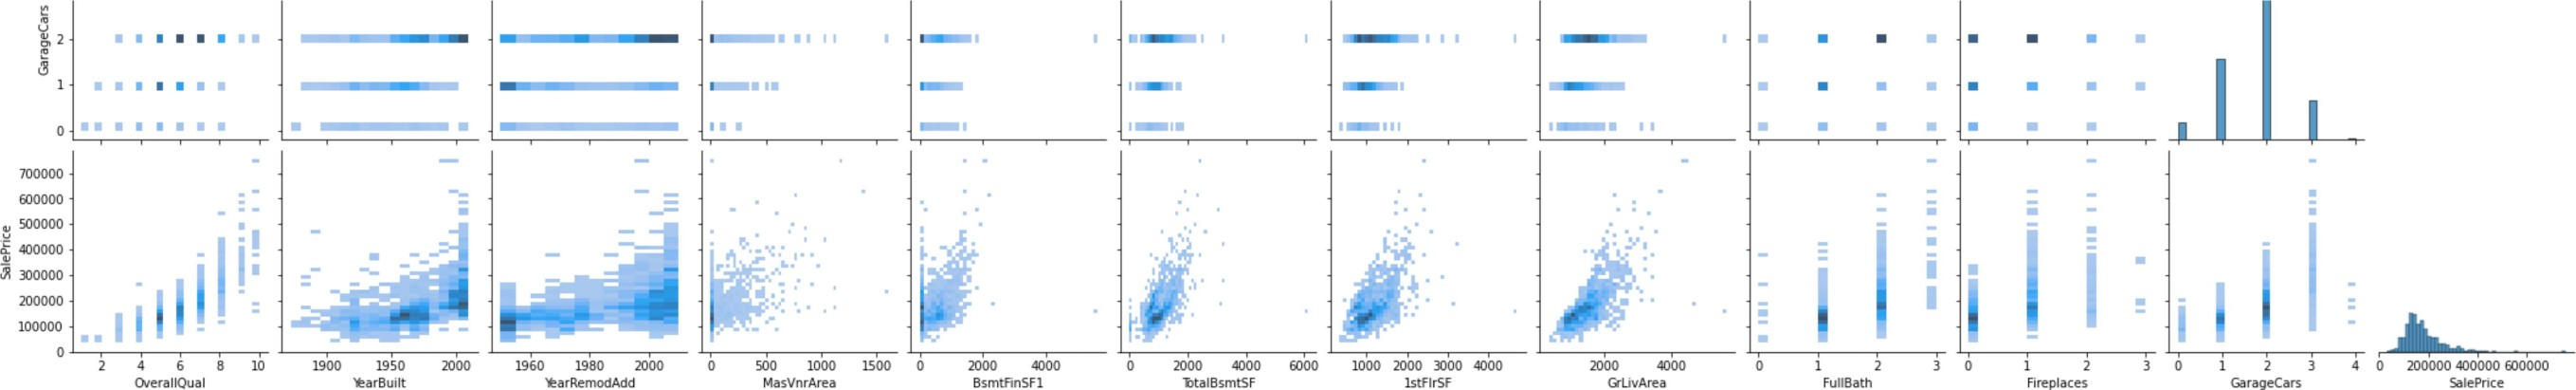 GarageCars
2
1
0
SalePrice
700000
600000
500000
400000
300000
200000
100000
0
2 4 6 8 10
OverallQual
1900 1950 2000
YearBuilt
1960 1980 2000
YearRemodAdd
0 500 1000 1500
MasVnrArea
0 2000 4000
BsmtFinSF1
0 2000 4000 6000
TotalBsmtSF
1000 2000 3000 4000
1stFlrSF
2000 4000
GrLivArea
0 1 2 3
FullBath
0 1 2 3
Fireplaces
0 1 2 3 4
GarageCars
0 200000 400000 600000
SalePrice